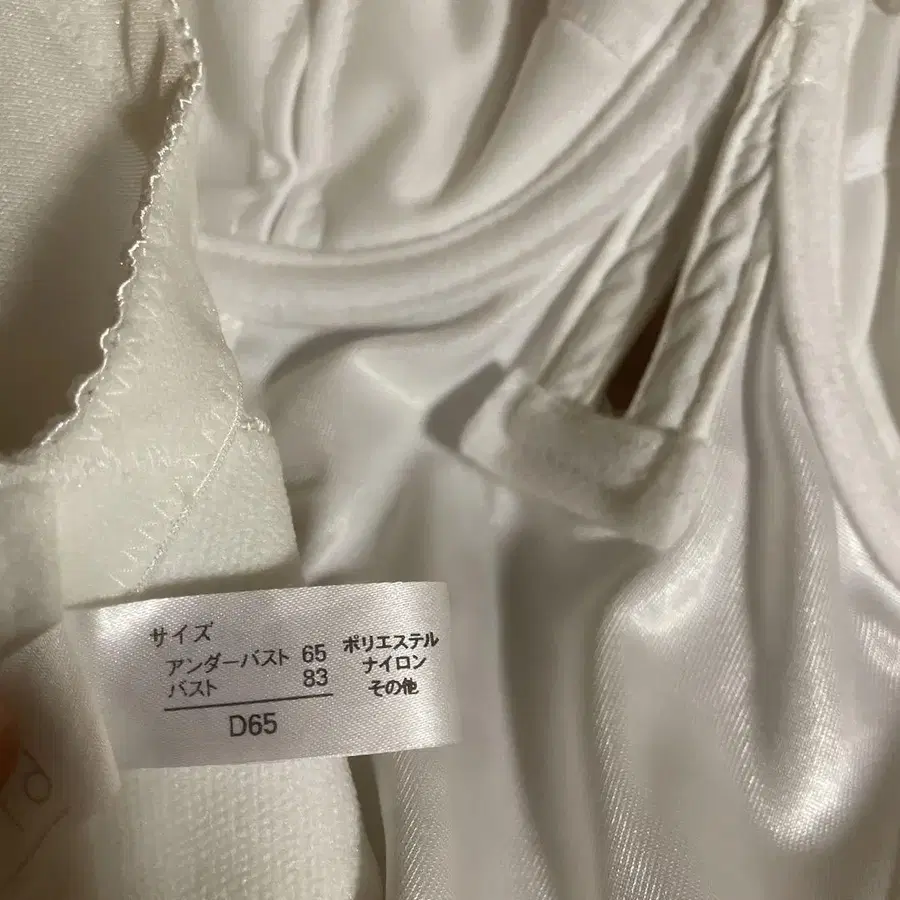 サイズ
アンダーバスト 65
バスト 83
D65
ポリエステル
ナイロン
その他